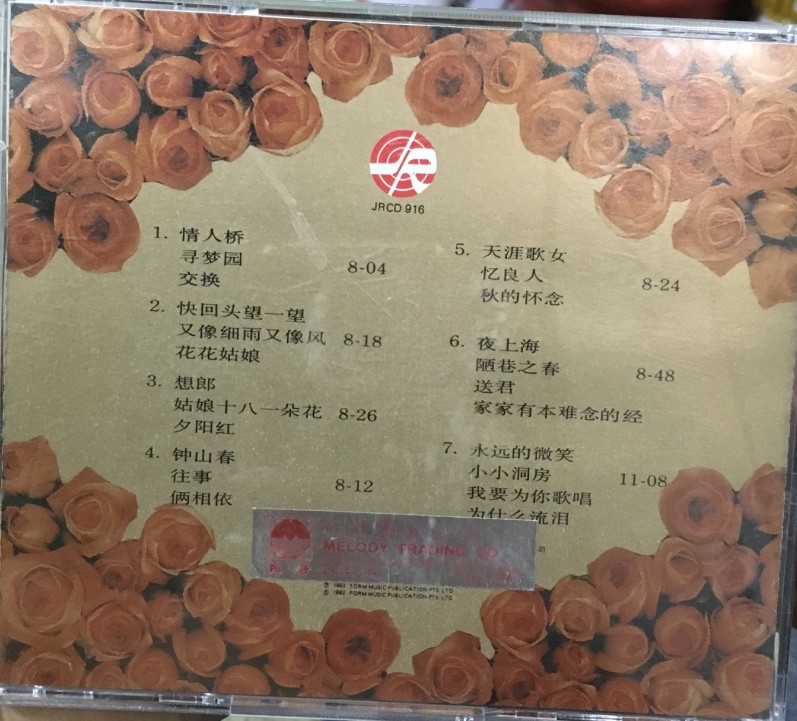 JRCD 916
1. 情人桥
寻梦园 8-04
交换
2. 快回头望一望
又像细雨又像风 8-18
花花姑娘
3. 想郎
姑娘十八一朵花 8-26
夕阳红
4. 钟山春
往事 8-12
俩相依
5. 天涯歌女
忆良人 8-24
秋的怀念
6. 夜上海
陋巷之春 8-48
送君
家家有本难念的经
7. 永远的微笑
小小洞房 11-08
我要为你歌唱
为什么流泪
MELODY TRADING CO
司
Ⓟ 1992 FORM MUSIC PUBLICATION PTE LTD
© 1992 FORM MUSIC PUBLICATION PTE LTD